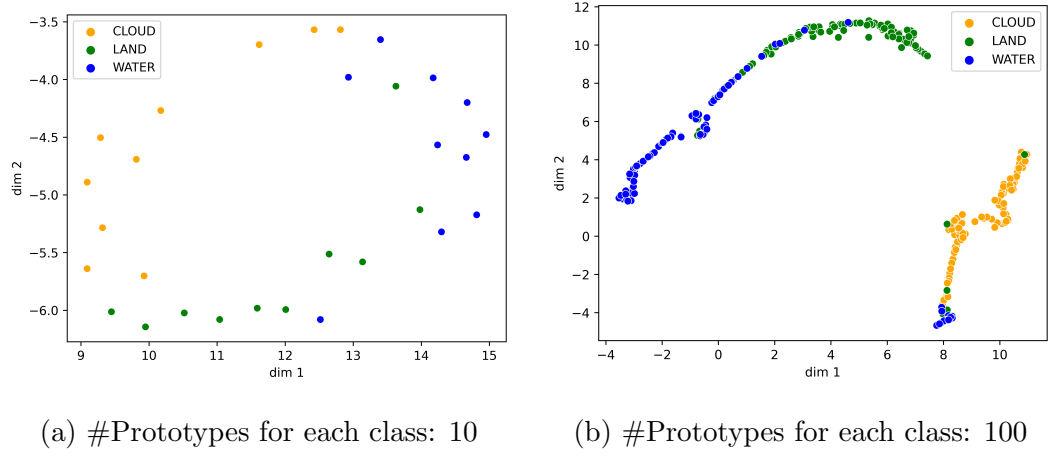 −3.5
−4.0
−4.5
−5.0
−5.5
−6.0
dim 2
9 10 11 12 13 14 15
dim 1
CLOUD
LAND
WATER
12
10
8
6
4
2
0
−2
−4
dim 2
−4 −2 0 2 4 6 8 10
dim 1
CLOUD
LAND
WATER
(a) #Prototypes for each class: 10
(b) #Prototypes for each class: 100